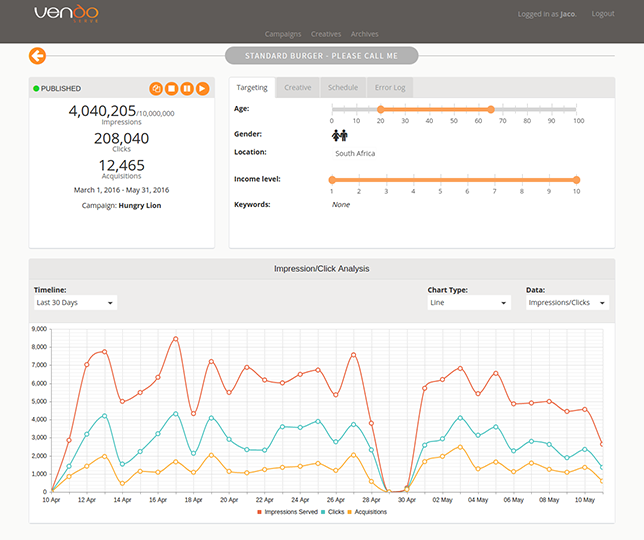 vendo
Logged in as Jaco.
Logout
Campaigns Creatives Archives
STANDARD BURGER - PLEASE CALL ME
PUBLISHED
4,040,205/10,000,000
Impressions
208,040
Clicks
12,465
Acquisitions
March 1, 2016 - May 31, 2016
Campaign: Hungry Lion
Targeting Creative Schedule Error Log
Age:
0 10 20 30 40 50 60 70 80 90 100
Gender:
Location: South Africa
Income level:
1 2 3 4 5 6 7 8 9 10
Keywords: None
Impression/Click Analysis
Timeline: Chart Type: Data:
Last 30 Days Line Impressions/Clicks
9,000
8,000
7,000
6,000
5,000
4,000
3,000
2,000
1,000
0
10 Apr 12 Apr 14 Apr 16 Apr 18 Apr 20 Apr 22 Apr 24 Apr 26 Apr 28 Apr 30 Apr 02 May 04 May 06 May 08 May 10 May
Impressions Served Clicks Acquisitions